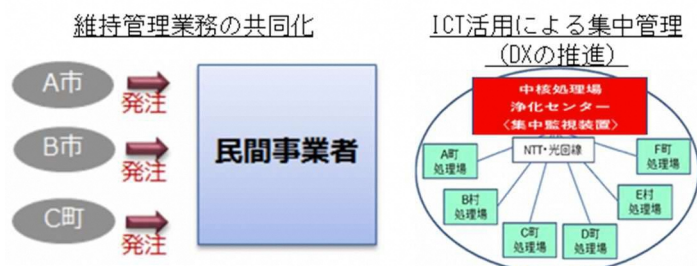 維持管理業務の共同化
A市
発注
B市
発注
C町
発注
民間事業者
ICT活用による集中管理
（DXの推進）
中核処理場
浄化センター
〈集中監視装置〉
NTT・光回線
A町
処理場
B村
処理場
C町
処理場
D町
処理場
E村
処理場
F町
処理場